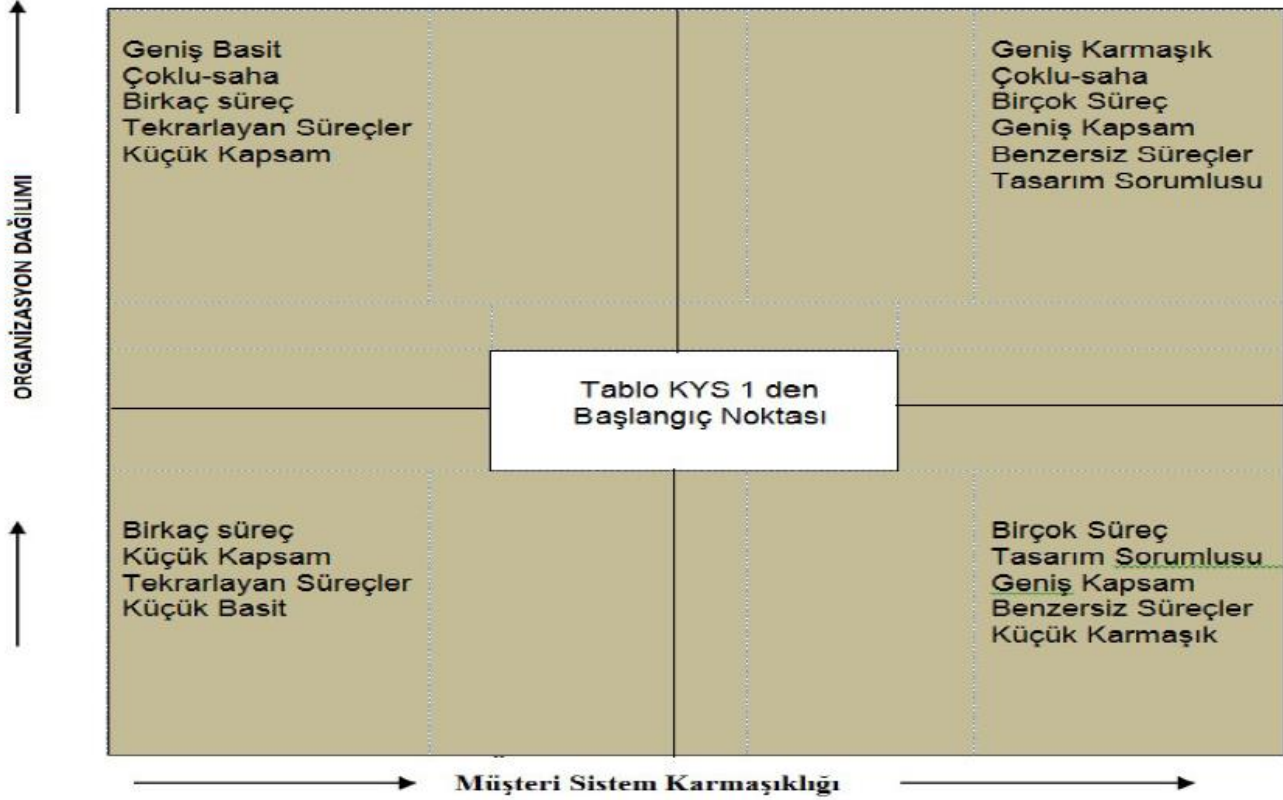 Geniş Basit
Çoklu-saha
Birkaç süreç
Tekrarlayan Süreçler
Küçük Kapsam
Geniş Karmaşık
Çoklu-saha
Birçok Süreç
Geniş Kapsam
Benzersiz Süreçler
Tasarım Sorumlusu
ORGANİZASYON DAĞILIMI
Tablo KYS 1 den
Başlangıç Noktası
Birkaç süreç
Küçük Kapsam
Tekrarlayan Süreçler
Küçük Basit
Birçok Süreç
Tasarım Sorumlusu
Geniş Kapsam
Benzersiz Süreçler
Küçük Karmaşık
Müşteri Sistem Karmaşıklığı